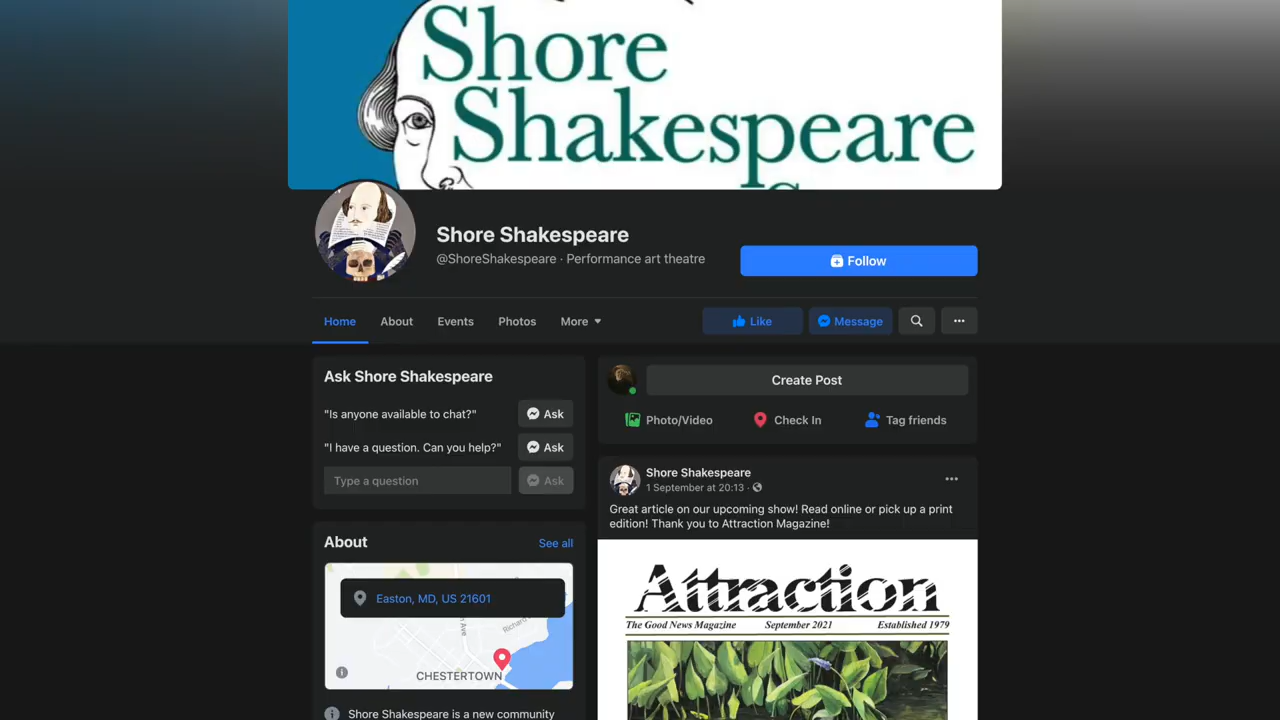 Shore
Shakespeare
Shore Shakespeare
@ShoreShakespeare · Performance art theatre
Follow
Home
About
Events
Photos
More
Like
Message
Ask Shore Shakespeare
"Is anyone available to chat?"
Ask
"I have a question. Can you help?"
Ask
Type a question
Ask
About
See all
Easton, MD, US 21601
CHESTERTOWN
Shore Shakespeare is a new community
Create Post
Photo/Video
Check In
Tag friends
Shore Shakespeare
1 September at 20:13 ·
Great article on our upcoming show! Read online or pick up a print
edition! Thank you to Attraction Magazine!
Attraction
The Good News Magazine September 2021 Established 1979